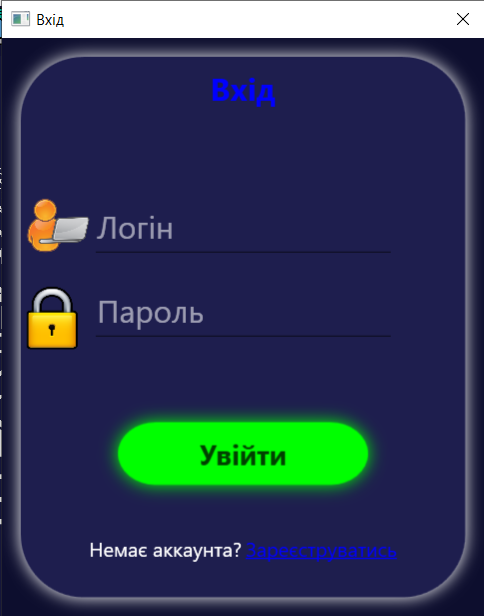 Вхід
Вхід
Логін
Пароль
Увійти
Немає аккаунта? Зареєструватись